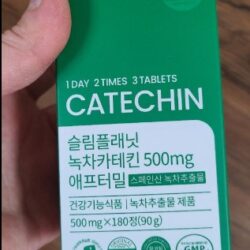 1 DAY 2 TIMES 3 TABLETS
CATECHIN
슬림플래닛
녹차카테킨 500mg
애프터밀 스페인산 녹차추출물
건강기능식품 녹차추출물 제품
500mg×180정(90g)
GMP